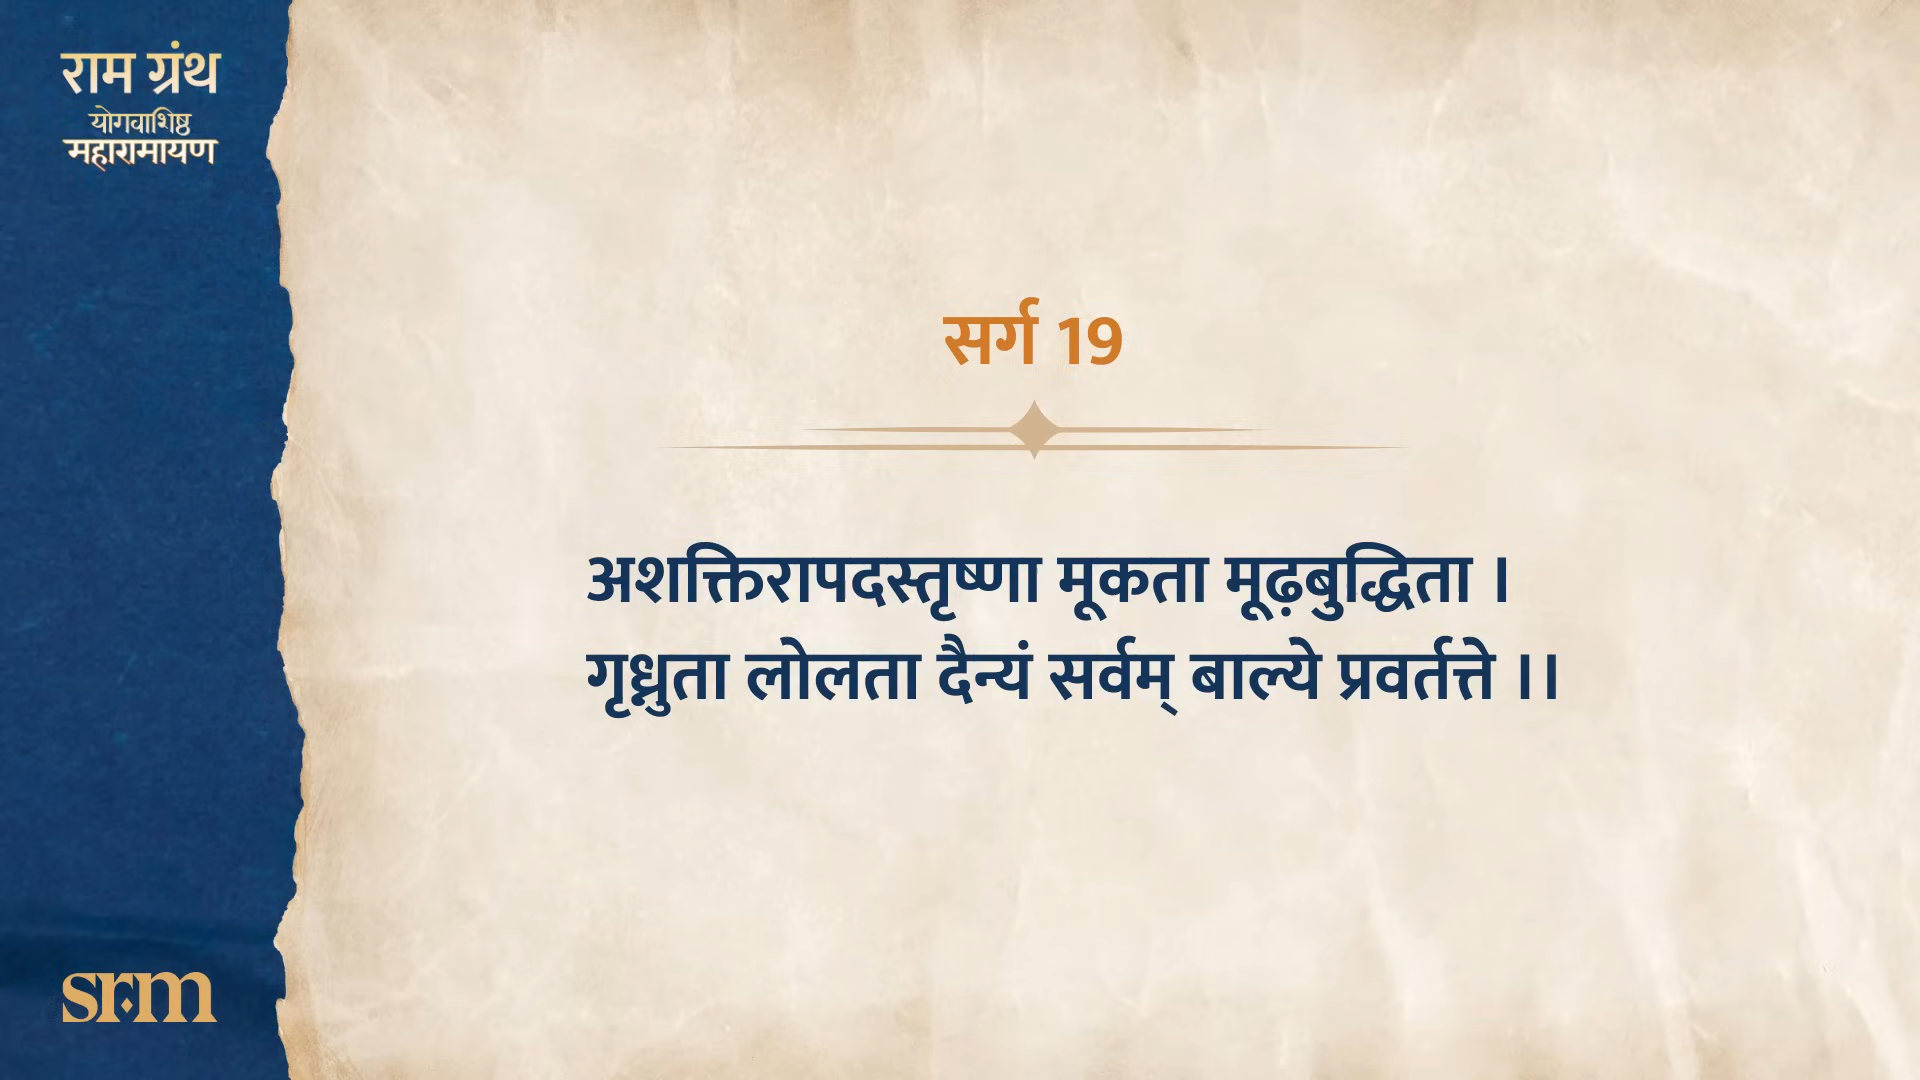 राम ग्रंथ
योगवाशिष्ठ
महारामायण
सर्ग 19
अशक्तिरापदस्तृष्णा मूकता मूढ़बुद्धिता ।
गृध्नुता लोलता दैन्यं सर्वम् बाल्ये प्रवर्तत्ते ।।
srm